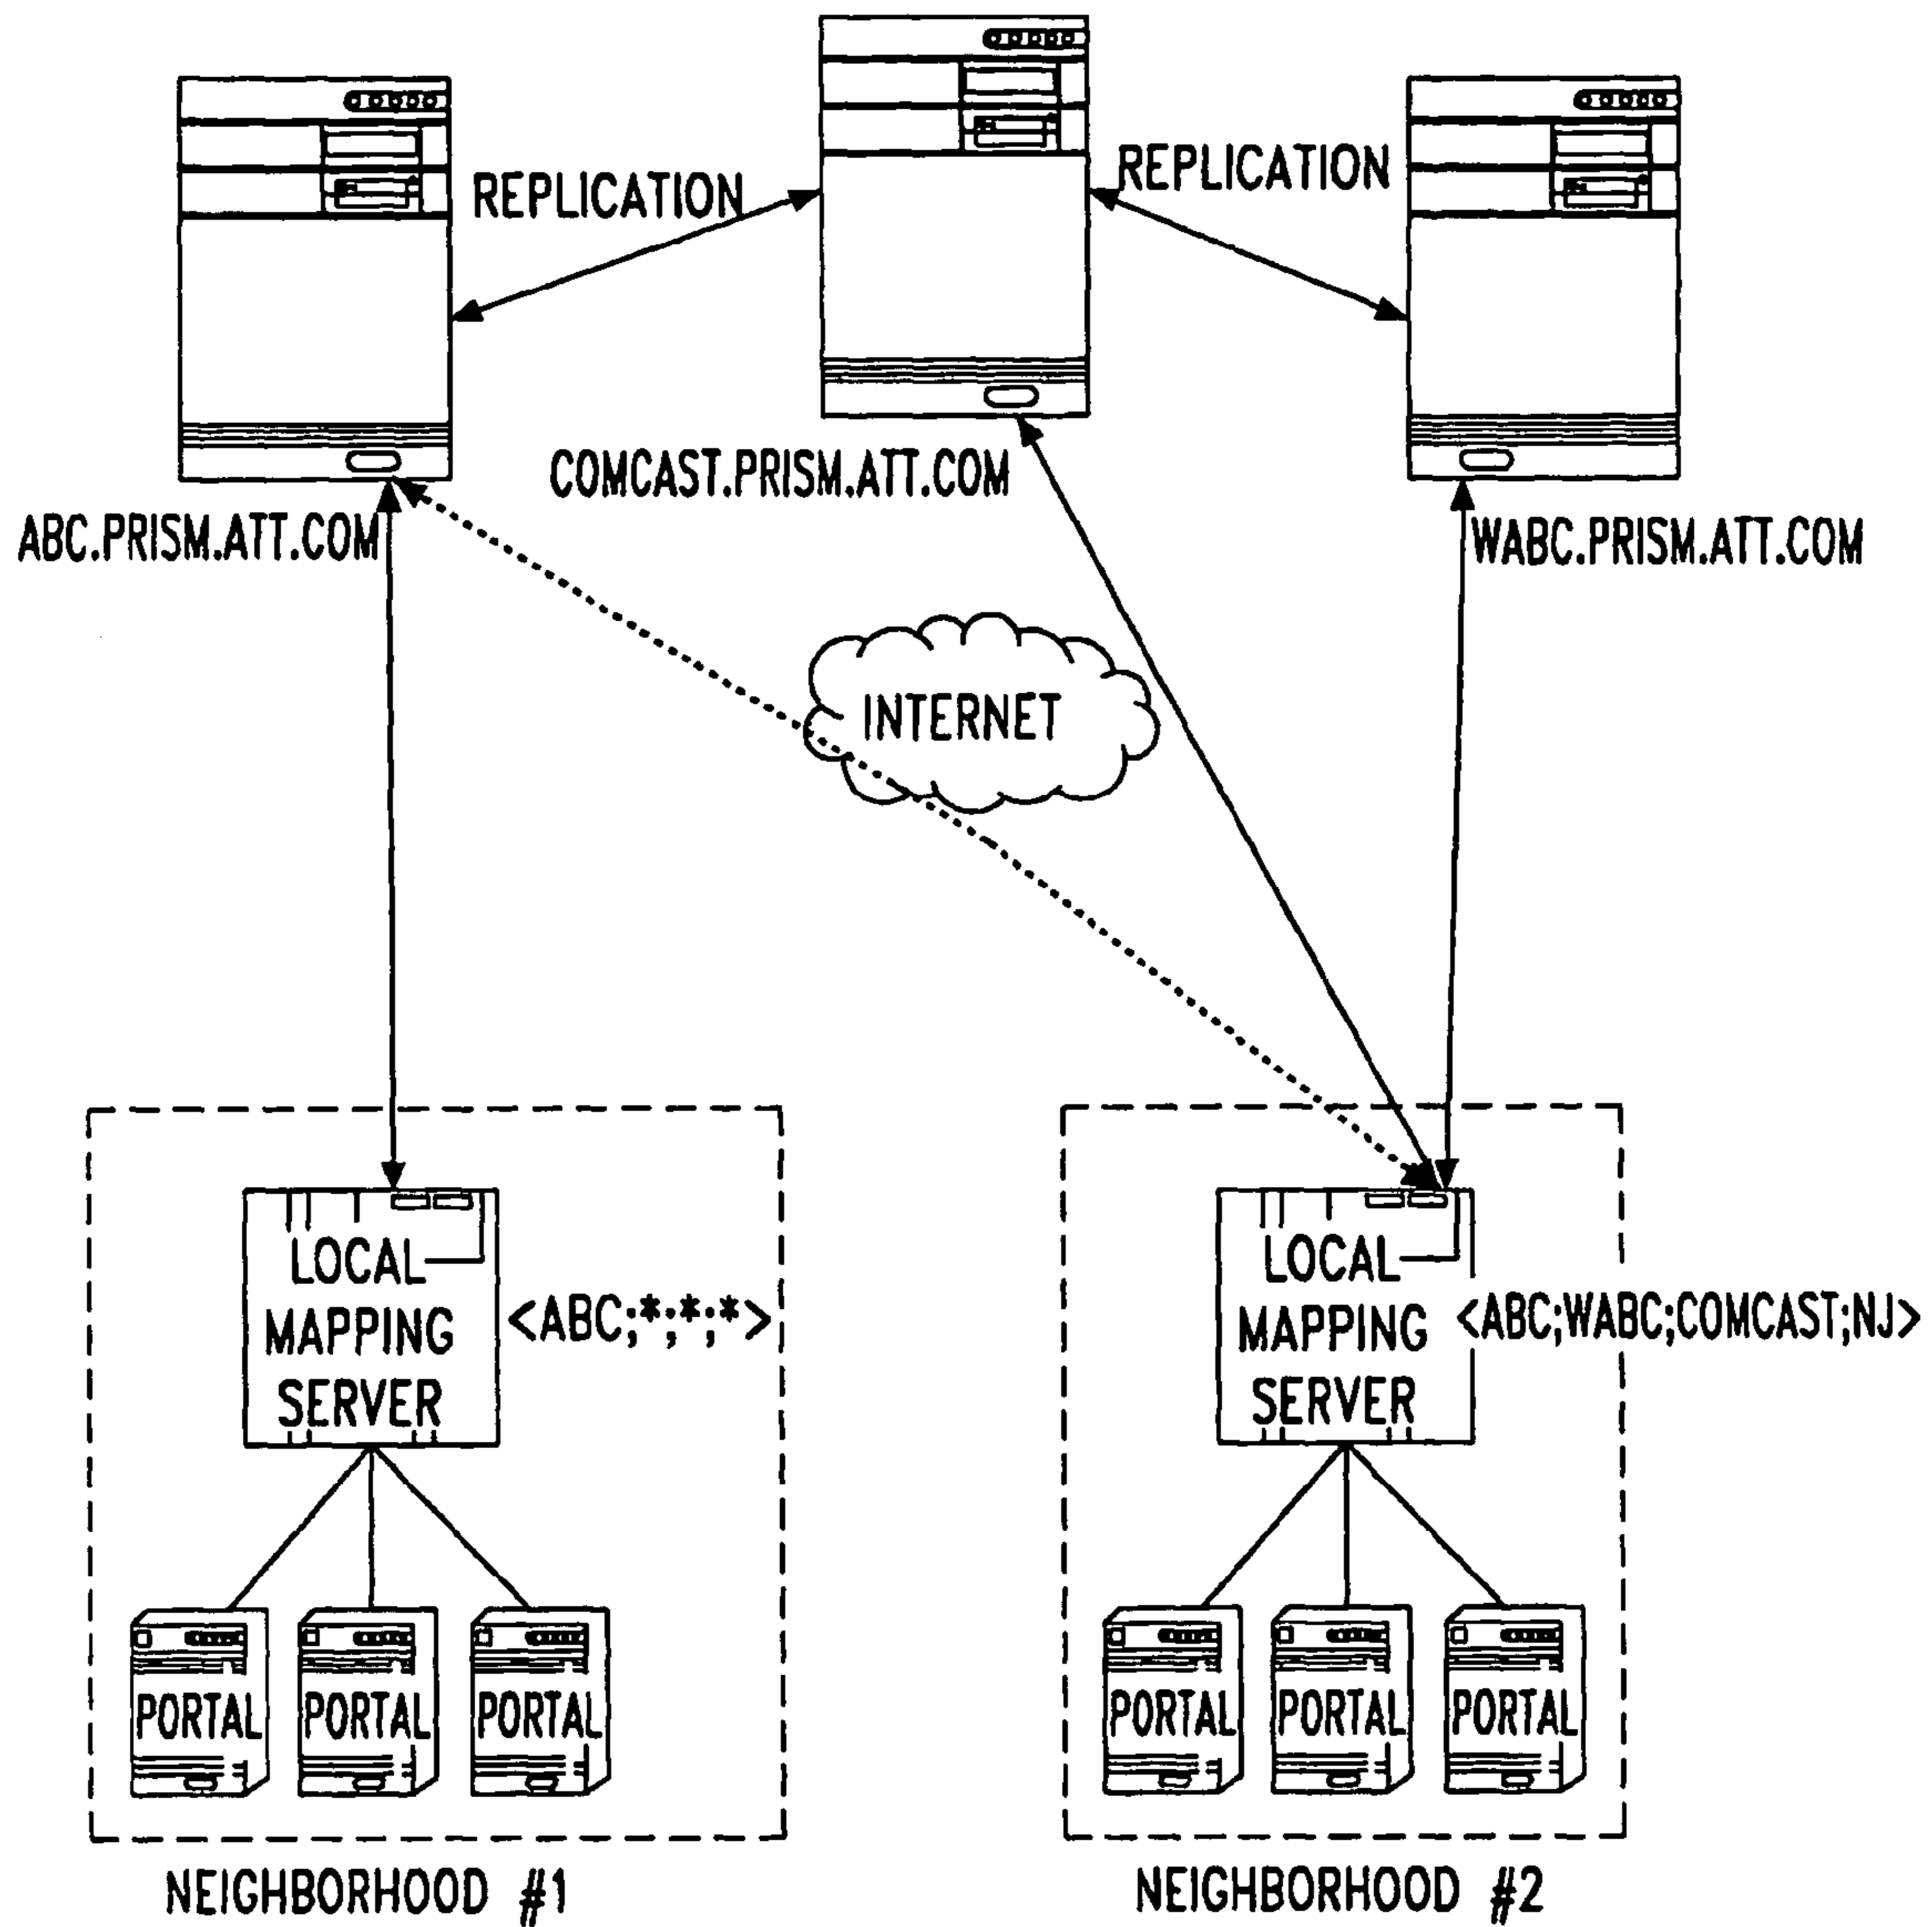 REPLICATION
REPLICATION
COMCAST.PRISM.ATT.COM
ABC.PRISM.ATT.COM
WABC.PRISM.ATT.COM
INTERNET
LOCAL
MAPPING
SERVER
<ABC;*;*;*>
LOCAL
MAPPING
SERVER
<ABC;WABC;COMCAST;NJ>
PORTAL
PORTAL
PORTAL
PORTAL
PORTAL
PORTAL
NEIGHBORHOOD #1
NEIGHBORHOOD #2